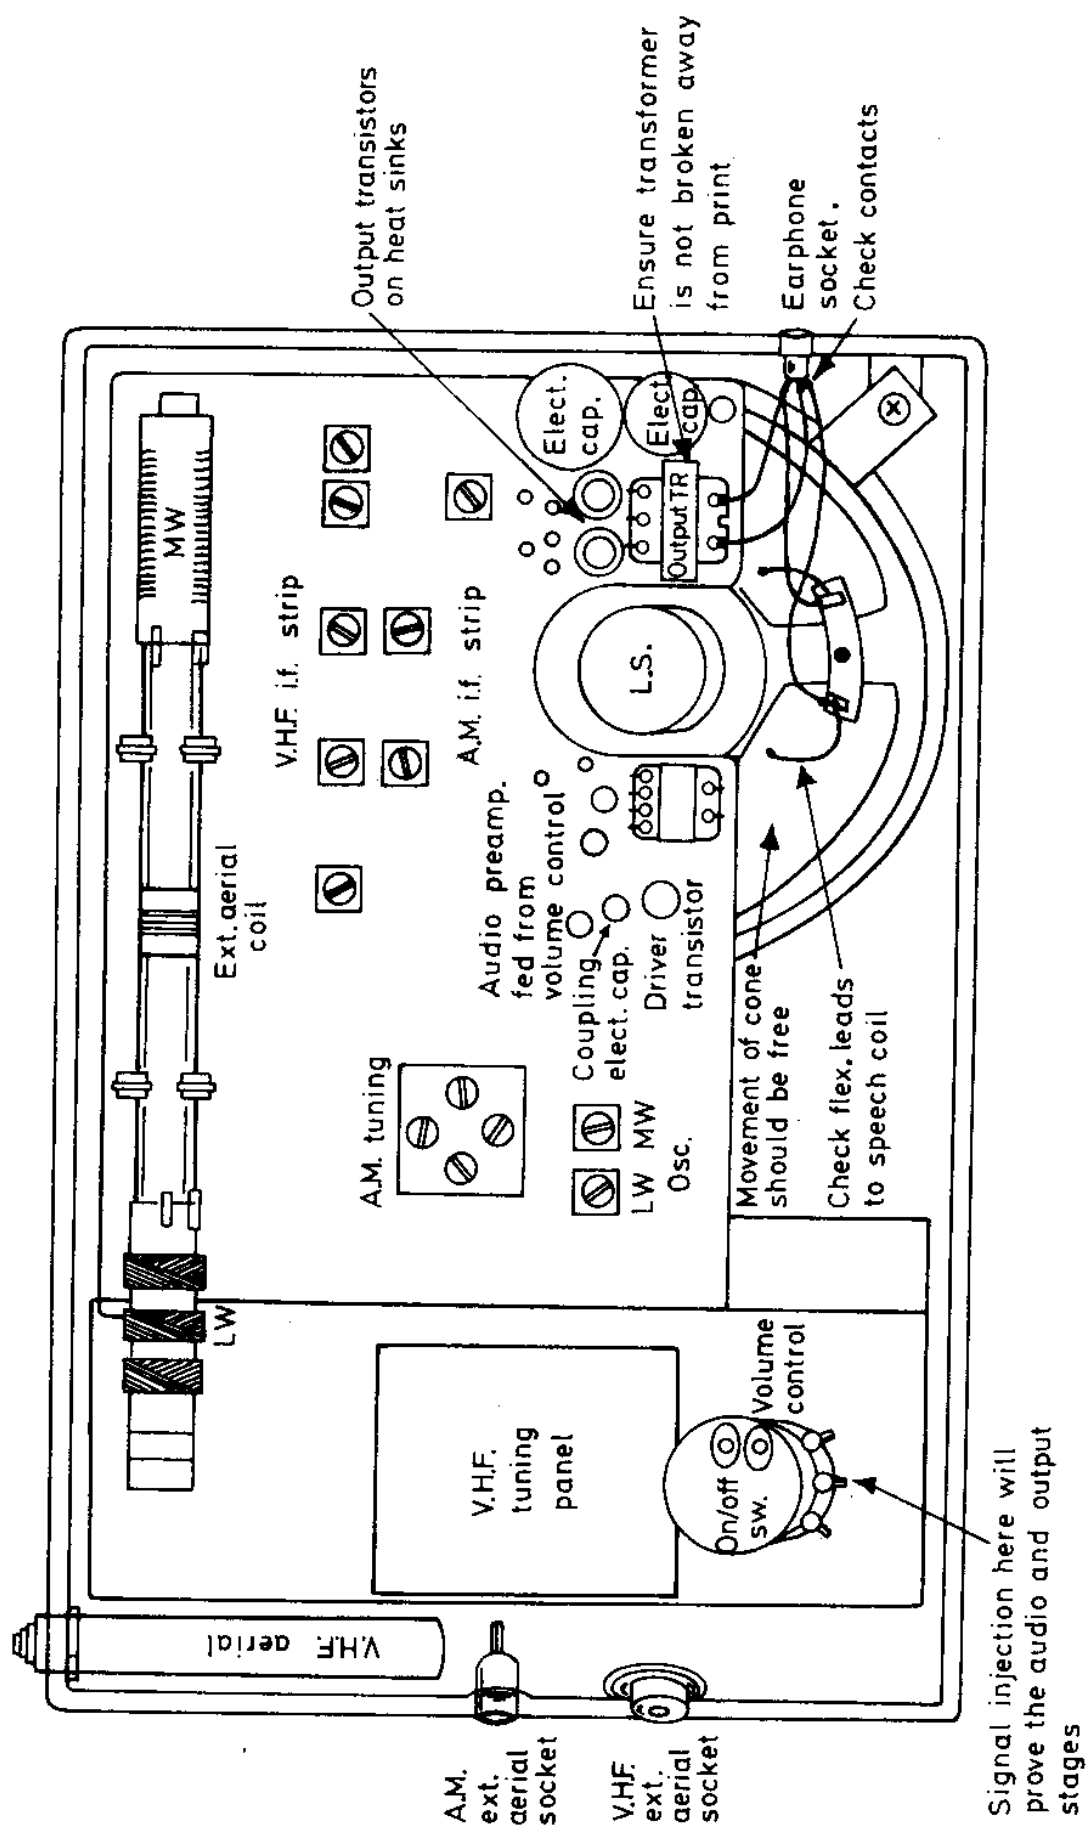 Output transistors
on heat sinks
MW
Ext. aerial
coil
LW
V.H.F. i.f. strip
A.M. i.f. strip
Elect.
cap.
Elect.
cap.
Ensure transformer
is not broken away
from print
Output TR
L.S.
Earphone
socket.
Check contacts
Audio preamp.
fed from
volume control
Coupling
elect. cap.
Driver
transistor
A.M. tuning
LW MW
Osc.
Movement of cone
should be free
Check flex. leads
to speech coil
V.H.F.
tuning
panel
On/off
sw.
Volume
control
V.H.F. aerial
A.M.
ext.
aerial
socket
V.H.F.
ext.
aerial
socket
Signal injection here will
prove the audio and output
stages